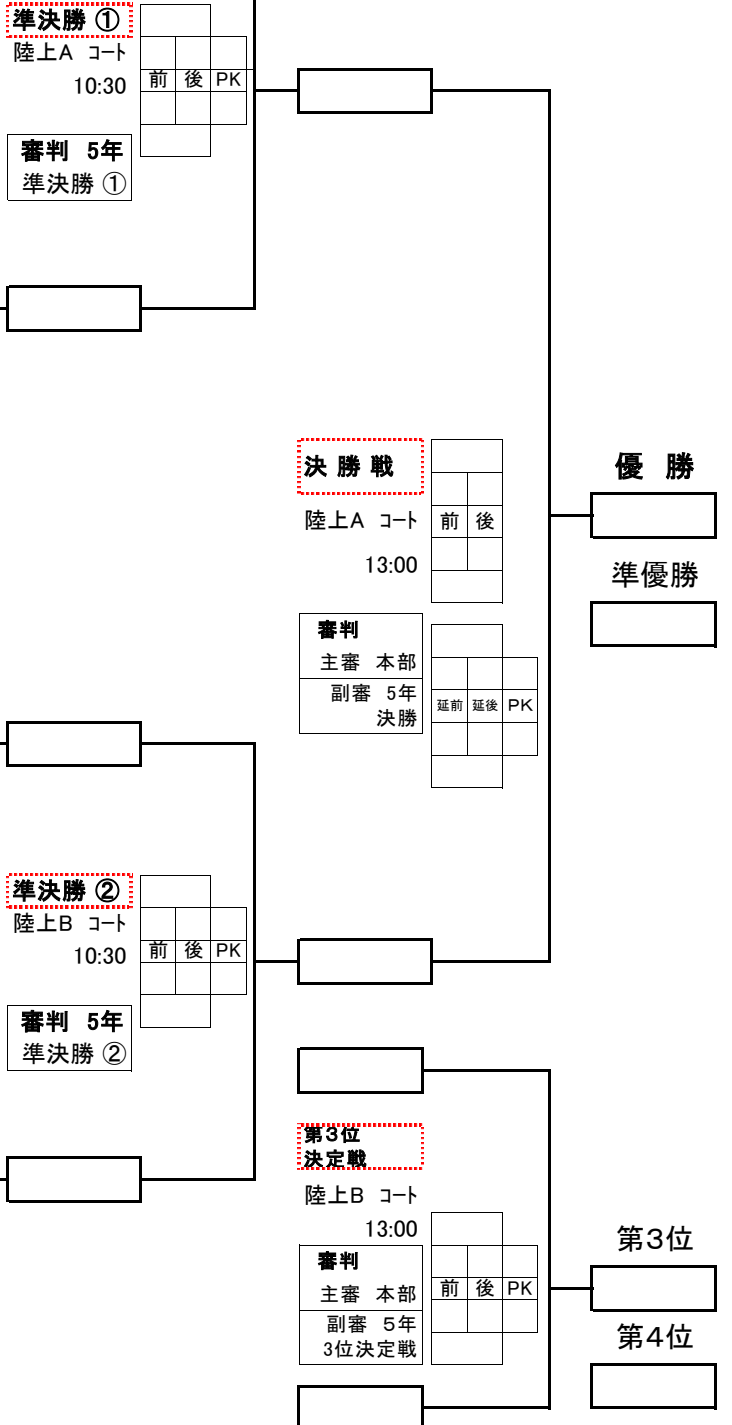 準決勝 ①
陸上A コート
10:30
前 後 PK
審判 5年
準決勝 ①
決 勝 戦
陸上A コート
13:00
前 後
審判
主審 本部
副審 5年
決勝
延前 延後 PK
優 勝
準優勝
準決勝 ②
陸上B コート
10:30
前 後 PK
審判 5年
準決勝 ②
第3位
決定戦
陸上B コート
13:00
審判
主審 本部
副審 5年
3位決定戦
前 後 PK
第3位
第4位